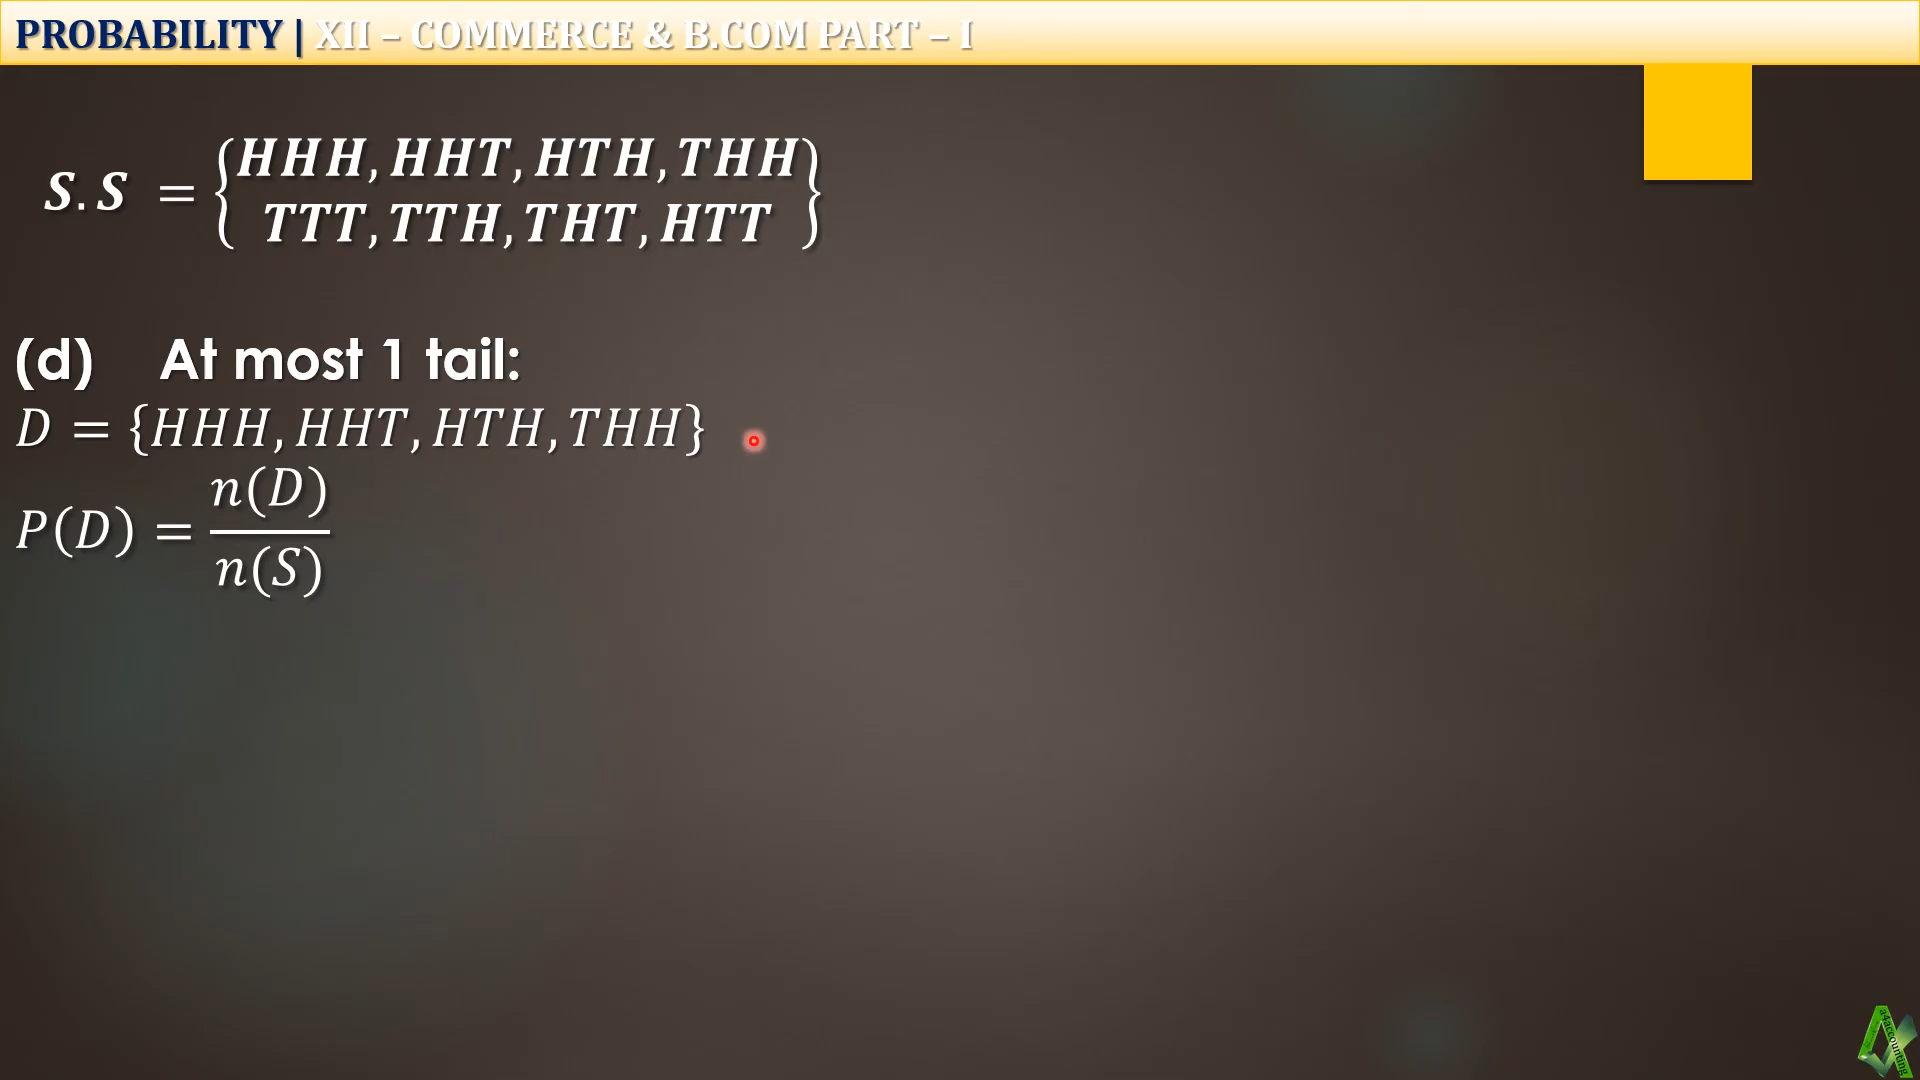 PROBABILITY | XII – COMMERCE & B.COM PART – I
S.S = {HHH, HHT, HTH, THH
TTT, TTH, THT, HTT}
(d) At most 1 tail:
D = {HHH, HHT, HTH, THH}
P(D) = n(D)
n(S)
a4accounting